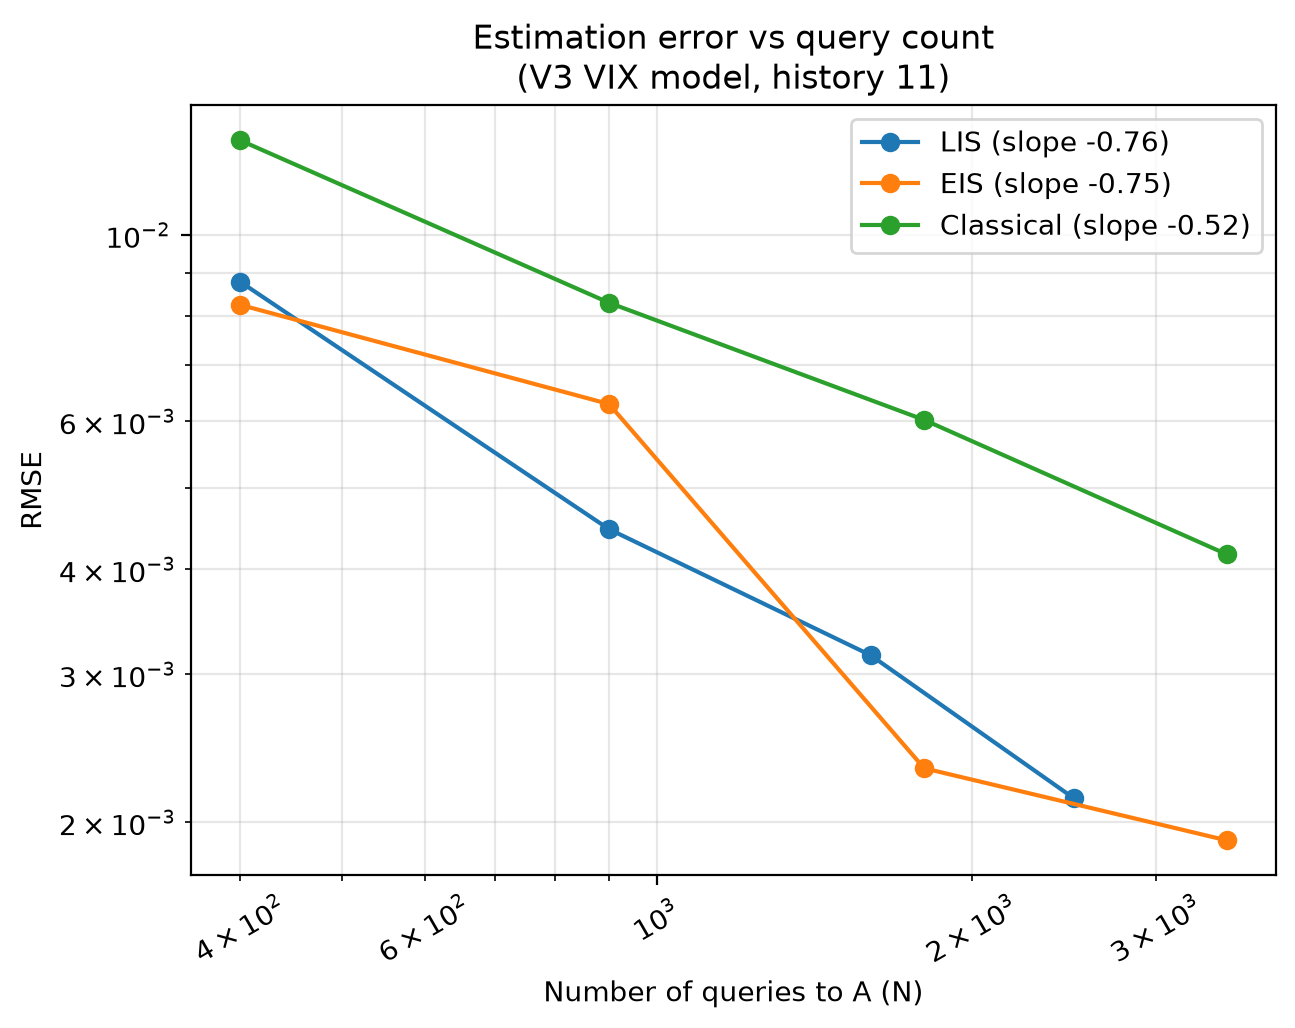 Estimation error vs query count
(V3 VIX model, history 11)
LIS (slope -0.76)
EIS (slope -0.75)
Classical (slope -0.52)
RMSE
10⁻²
6 × 10⁻³
4 × 10⁻³
3 × 10⁻³
2 × 10⁻³
4 × 10² 6 × 10² 10³ 2 × 10³ 3 × 10³
Number of queries to A (N)